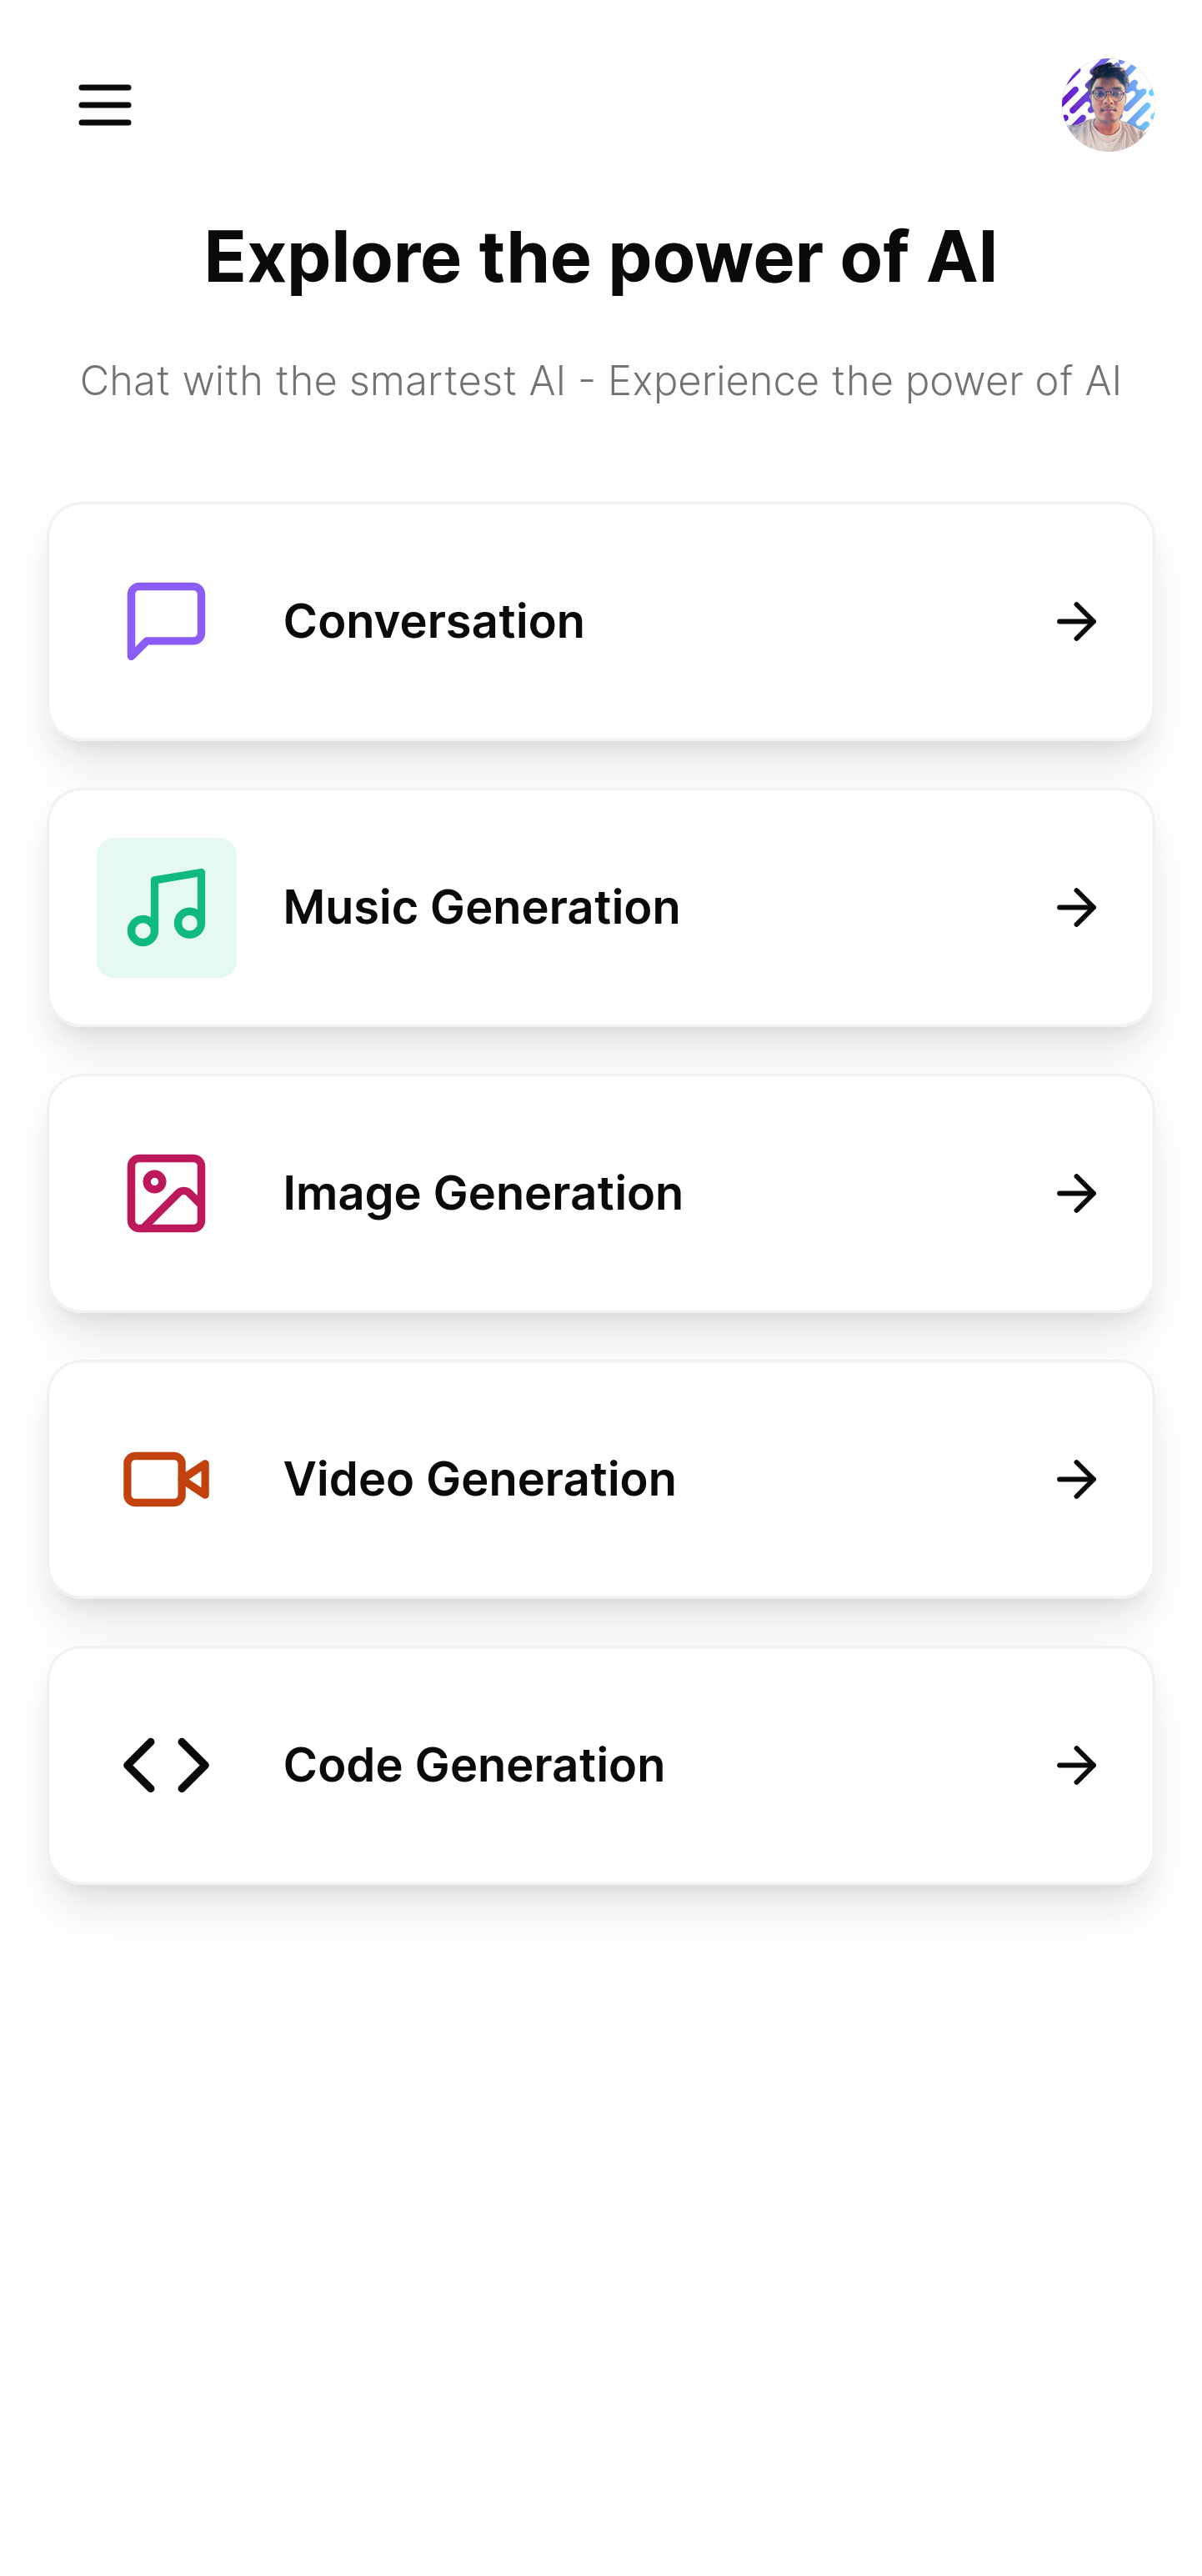 Explore the power of AI
Chat with the smartest AI - Experience the power of AI
Conversation
Music Generation
Image Generation
Video Generation
Code Generation